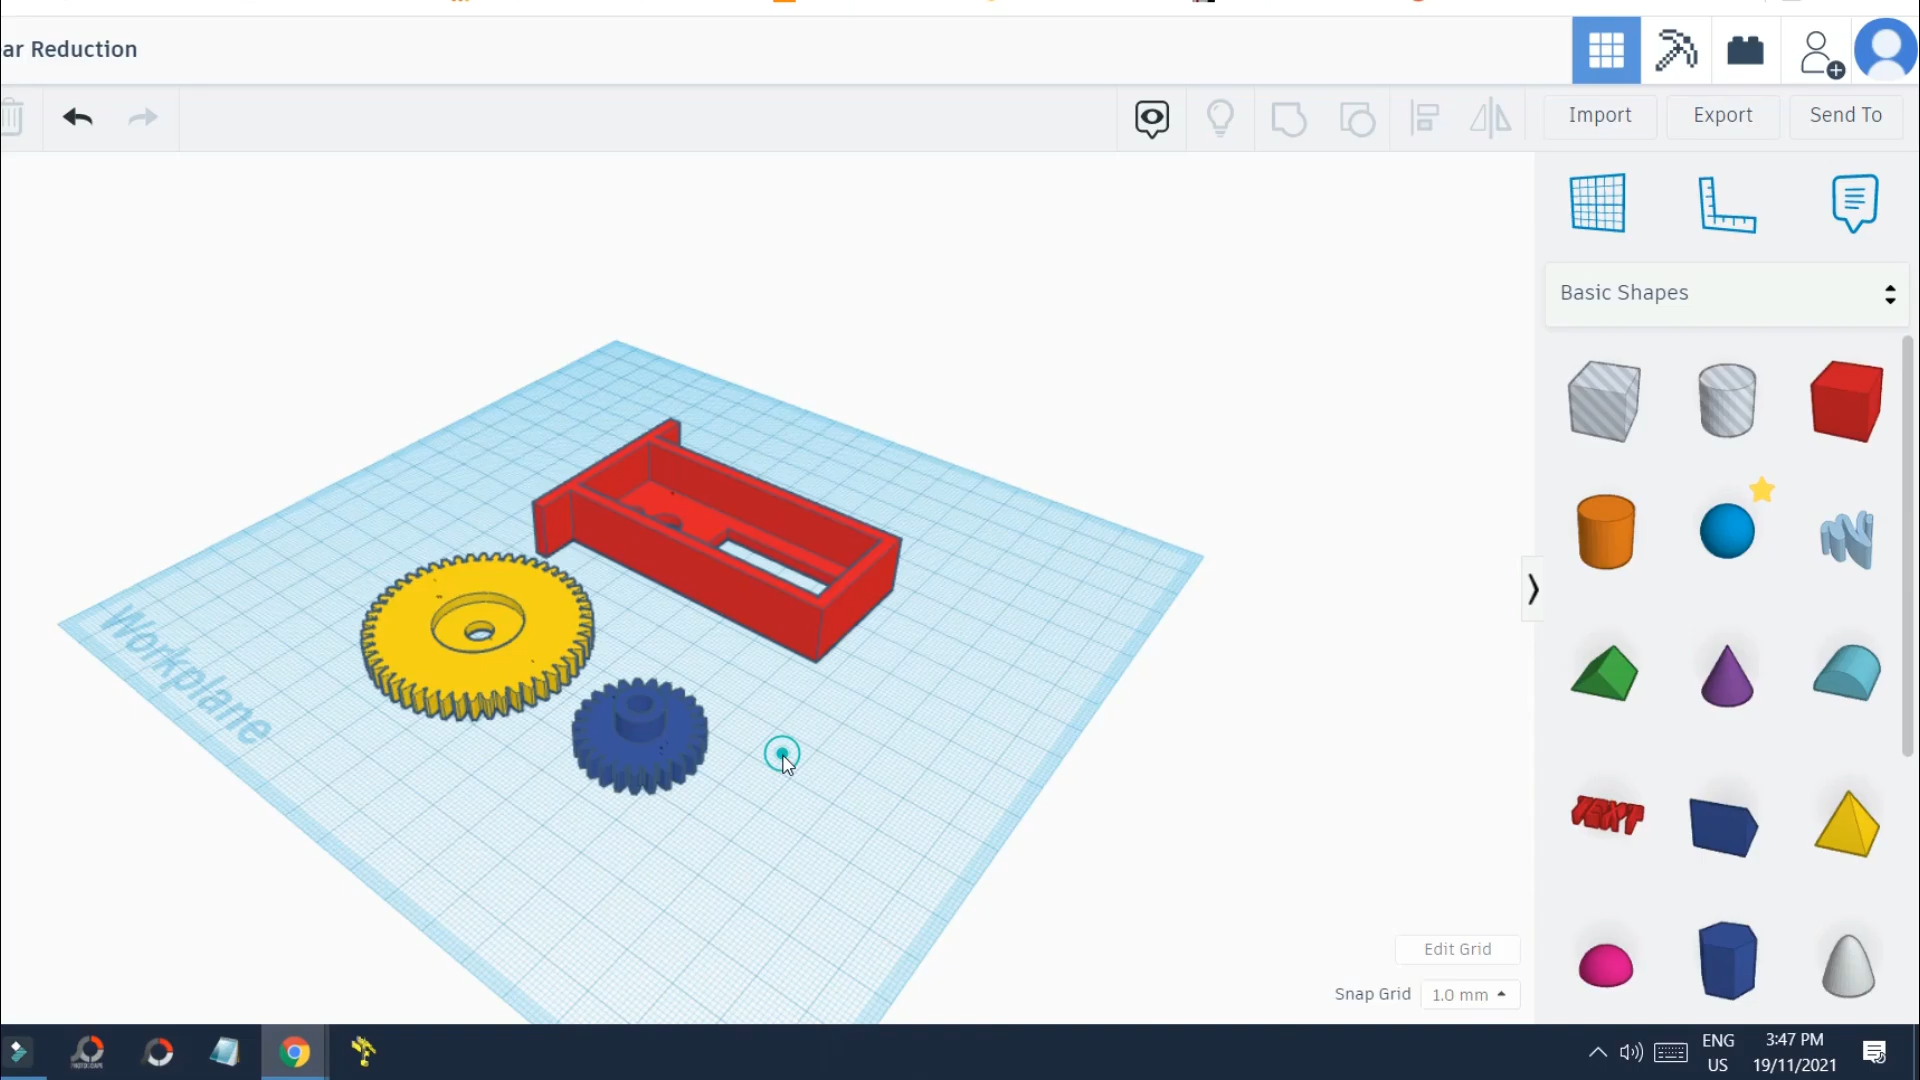 ar Reduction
Import
Export
Send To
Basic Shapes
Workplane
TEXT
Edit Grid
Snap Grid
1.0 mm
ENG
US
3:47 PM
19/11/2021